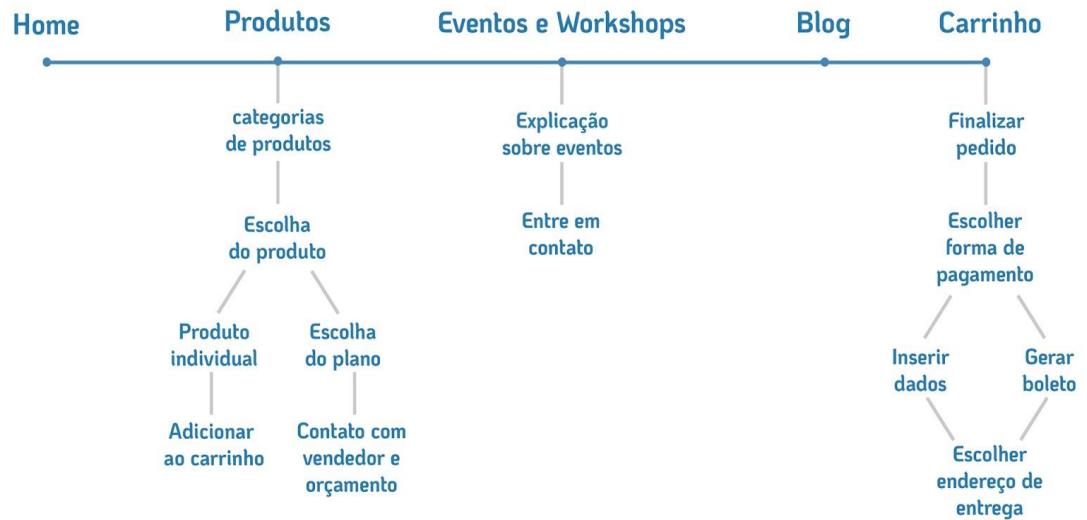 Home
Produtos
Eventos e Workshops
Blog
Carrinho
categorias
de produtos
Escolha
do produto
Produto
individual
Adicionar
ao carrinho
Escolha
do plano
Contato com
vendedor e
orçamento
Explicação
sobre eventos
Entre em
contato
Finalizar
pedido
Escolher
forma de
pagamento
Inserir
dados
Gerar
boleto
Escolher
endereço de
entrega